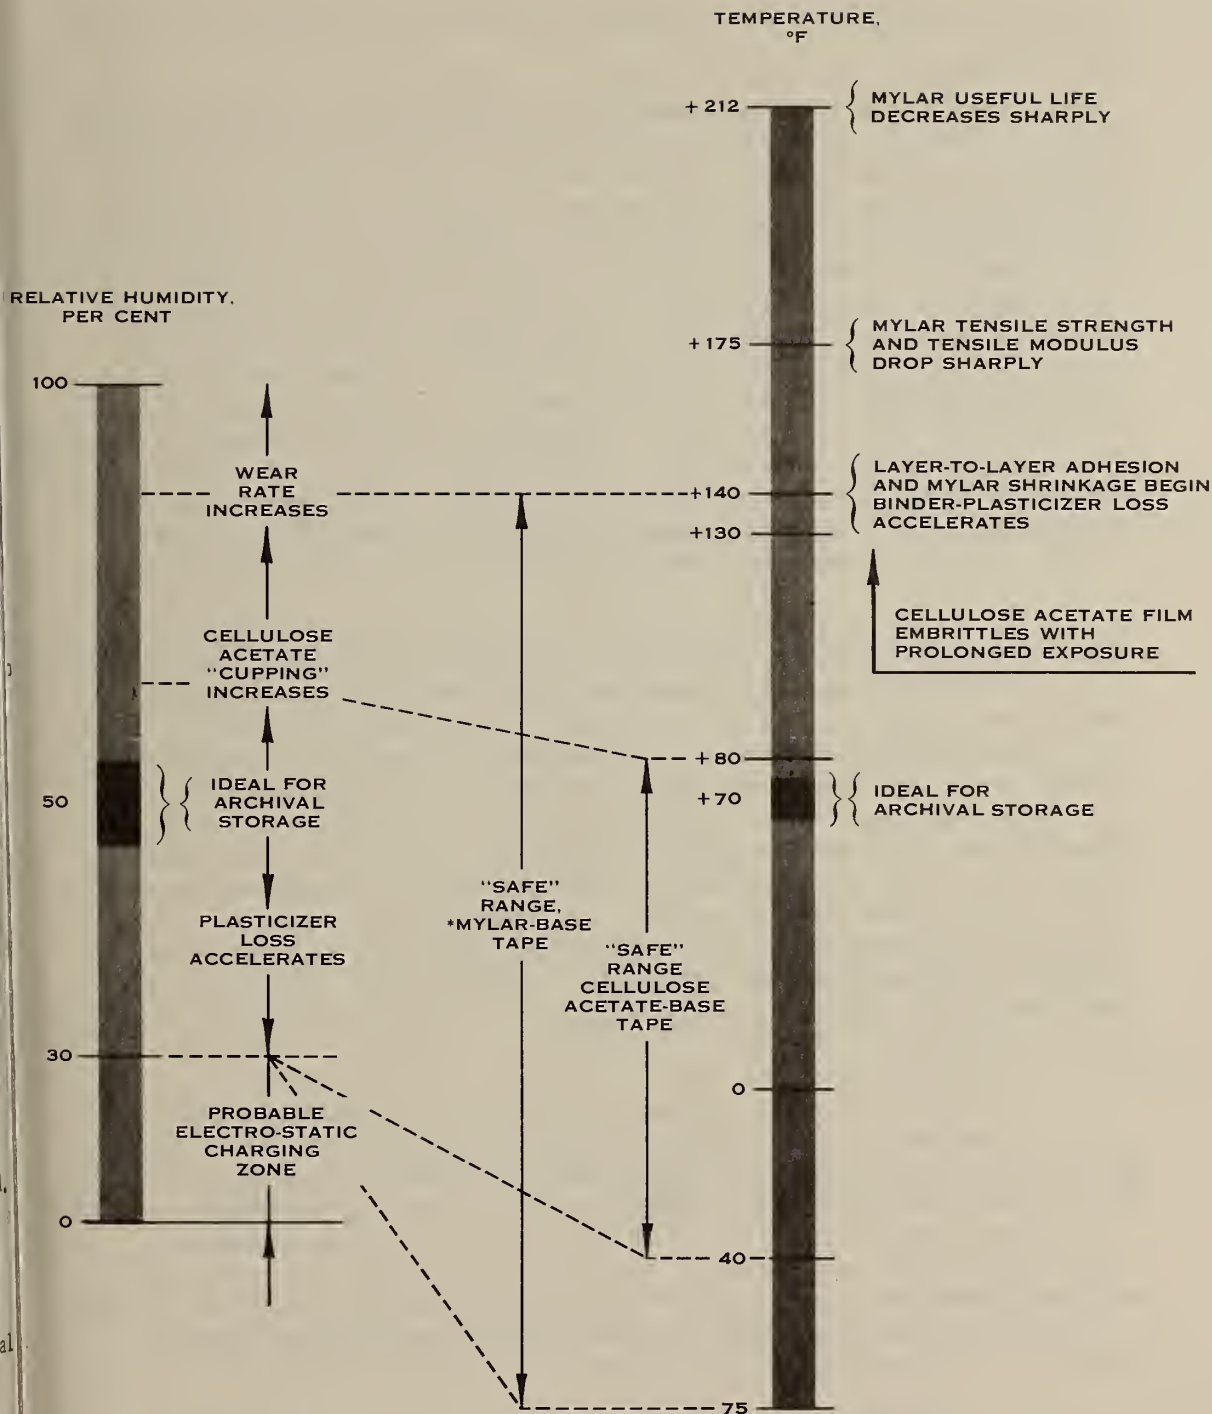 TEMPERATURE,
°F
+ 212
MYLAR USEFUL LIFE
DECREASES SHARPLY
RELATIVE HUMIDITY,
PER CENT
+ 175
MYLAR TENSILE STRENGTH
AND TENSILE MODULUS
DROP SHARPLY
100
WEAR
RATE
INCREASES
+140
LAYER-TO-LAYER ADHESION
AND MYLAR SHRINKAGE BEGIN
BINDER-PLASTICIZER LOSS
ACCELERATES
+130
CELLULOSE ACETATE FILM
EMBRITTLES WITH
PROLONGED EXPOSURE
CELLULOSE
ACETATE
"CUPPING"
INCREASES
+ 80
50
IDEAL FOR
ARCHIVAL
STORAGE
+70
IDEAL FOR
ARCHIVAL STORAGE
"SAFE"
RANGE,
*MYLAR-BASE
TAPE
PLASTICIZER
LOSS
ACCELERATES
"SAFE"
RANGE
CELLULOSE
ACETATE-BASE
TAPE
30
0
PROBABLE
ELECTRO-STATIC
CHARGING
ZONE
0
- 40
- 75
al